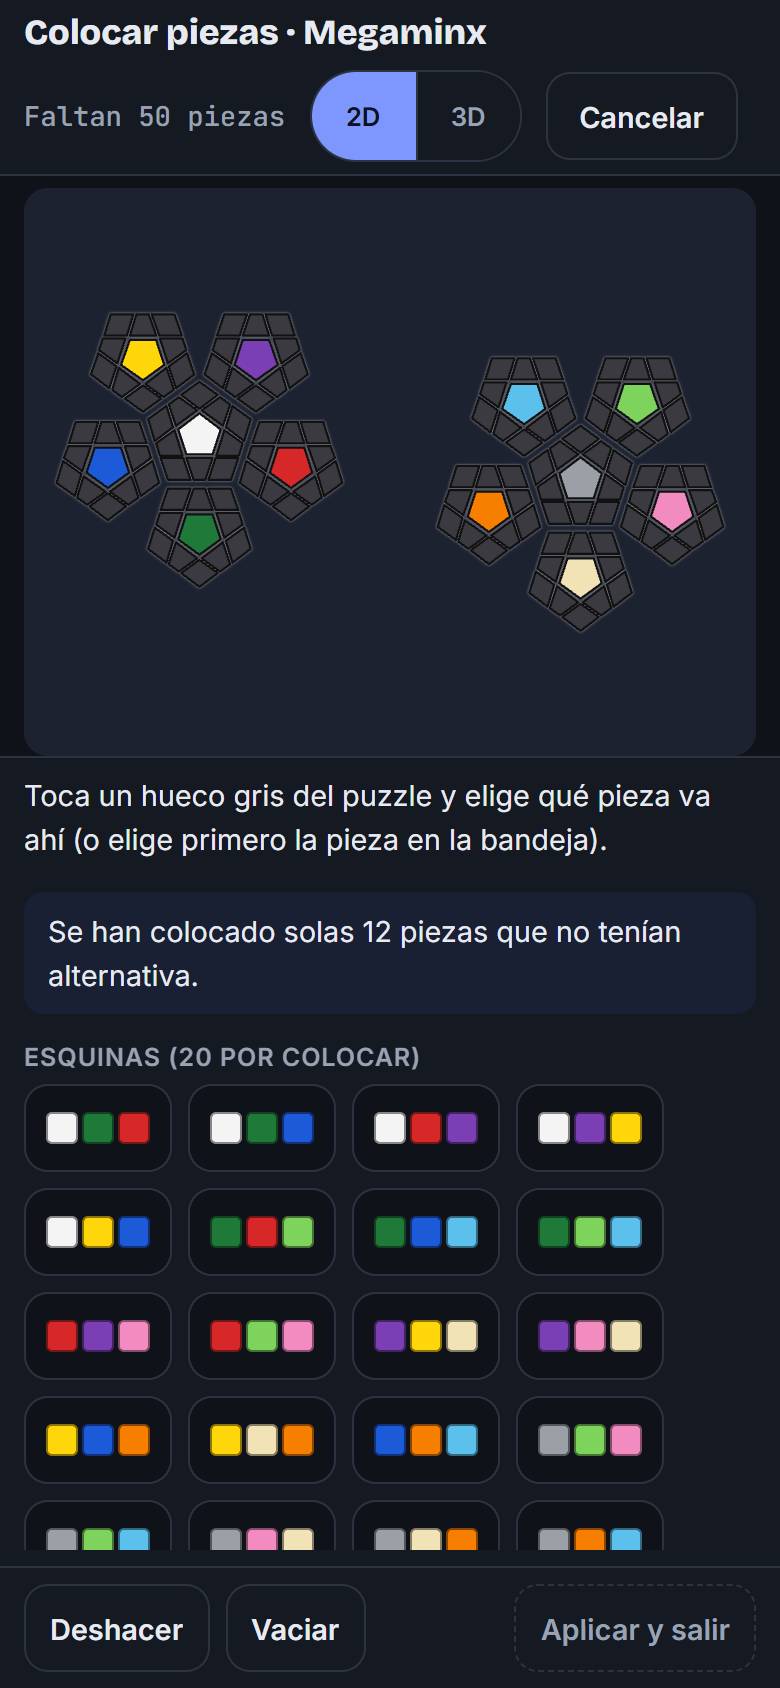 Colocar piezas · Megaminx
Faltan 50 piezas
2D
3D
Cancelar
Toca un hueco gris del puzzle y elige qué pieza va
ahí (o elige primero la pieza en la bandeja).
Se han colocado solas 12 piezas que no tenían
alternativa.
ESQUINAS (20 POR COLOCAR)
Deshacer
Vaciar
Aplicar y salir